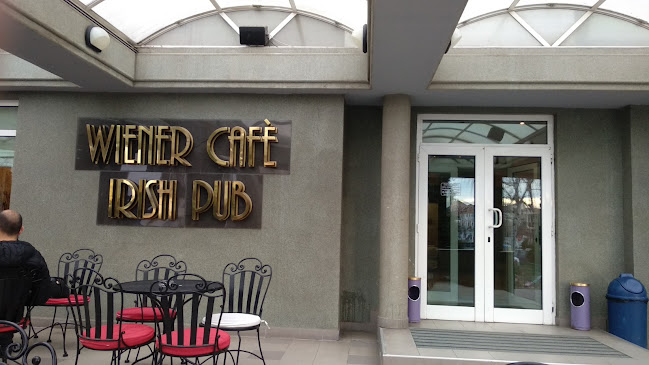 WIENER CAFÈ
IRISH PUB